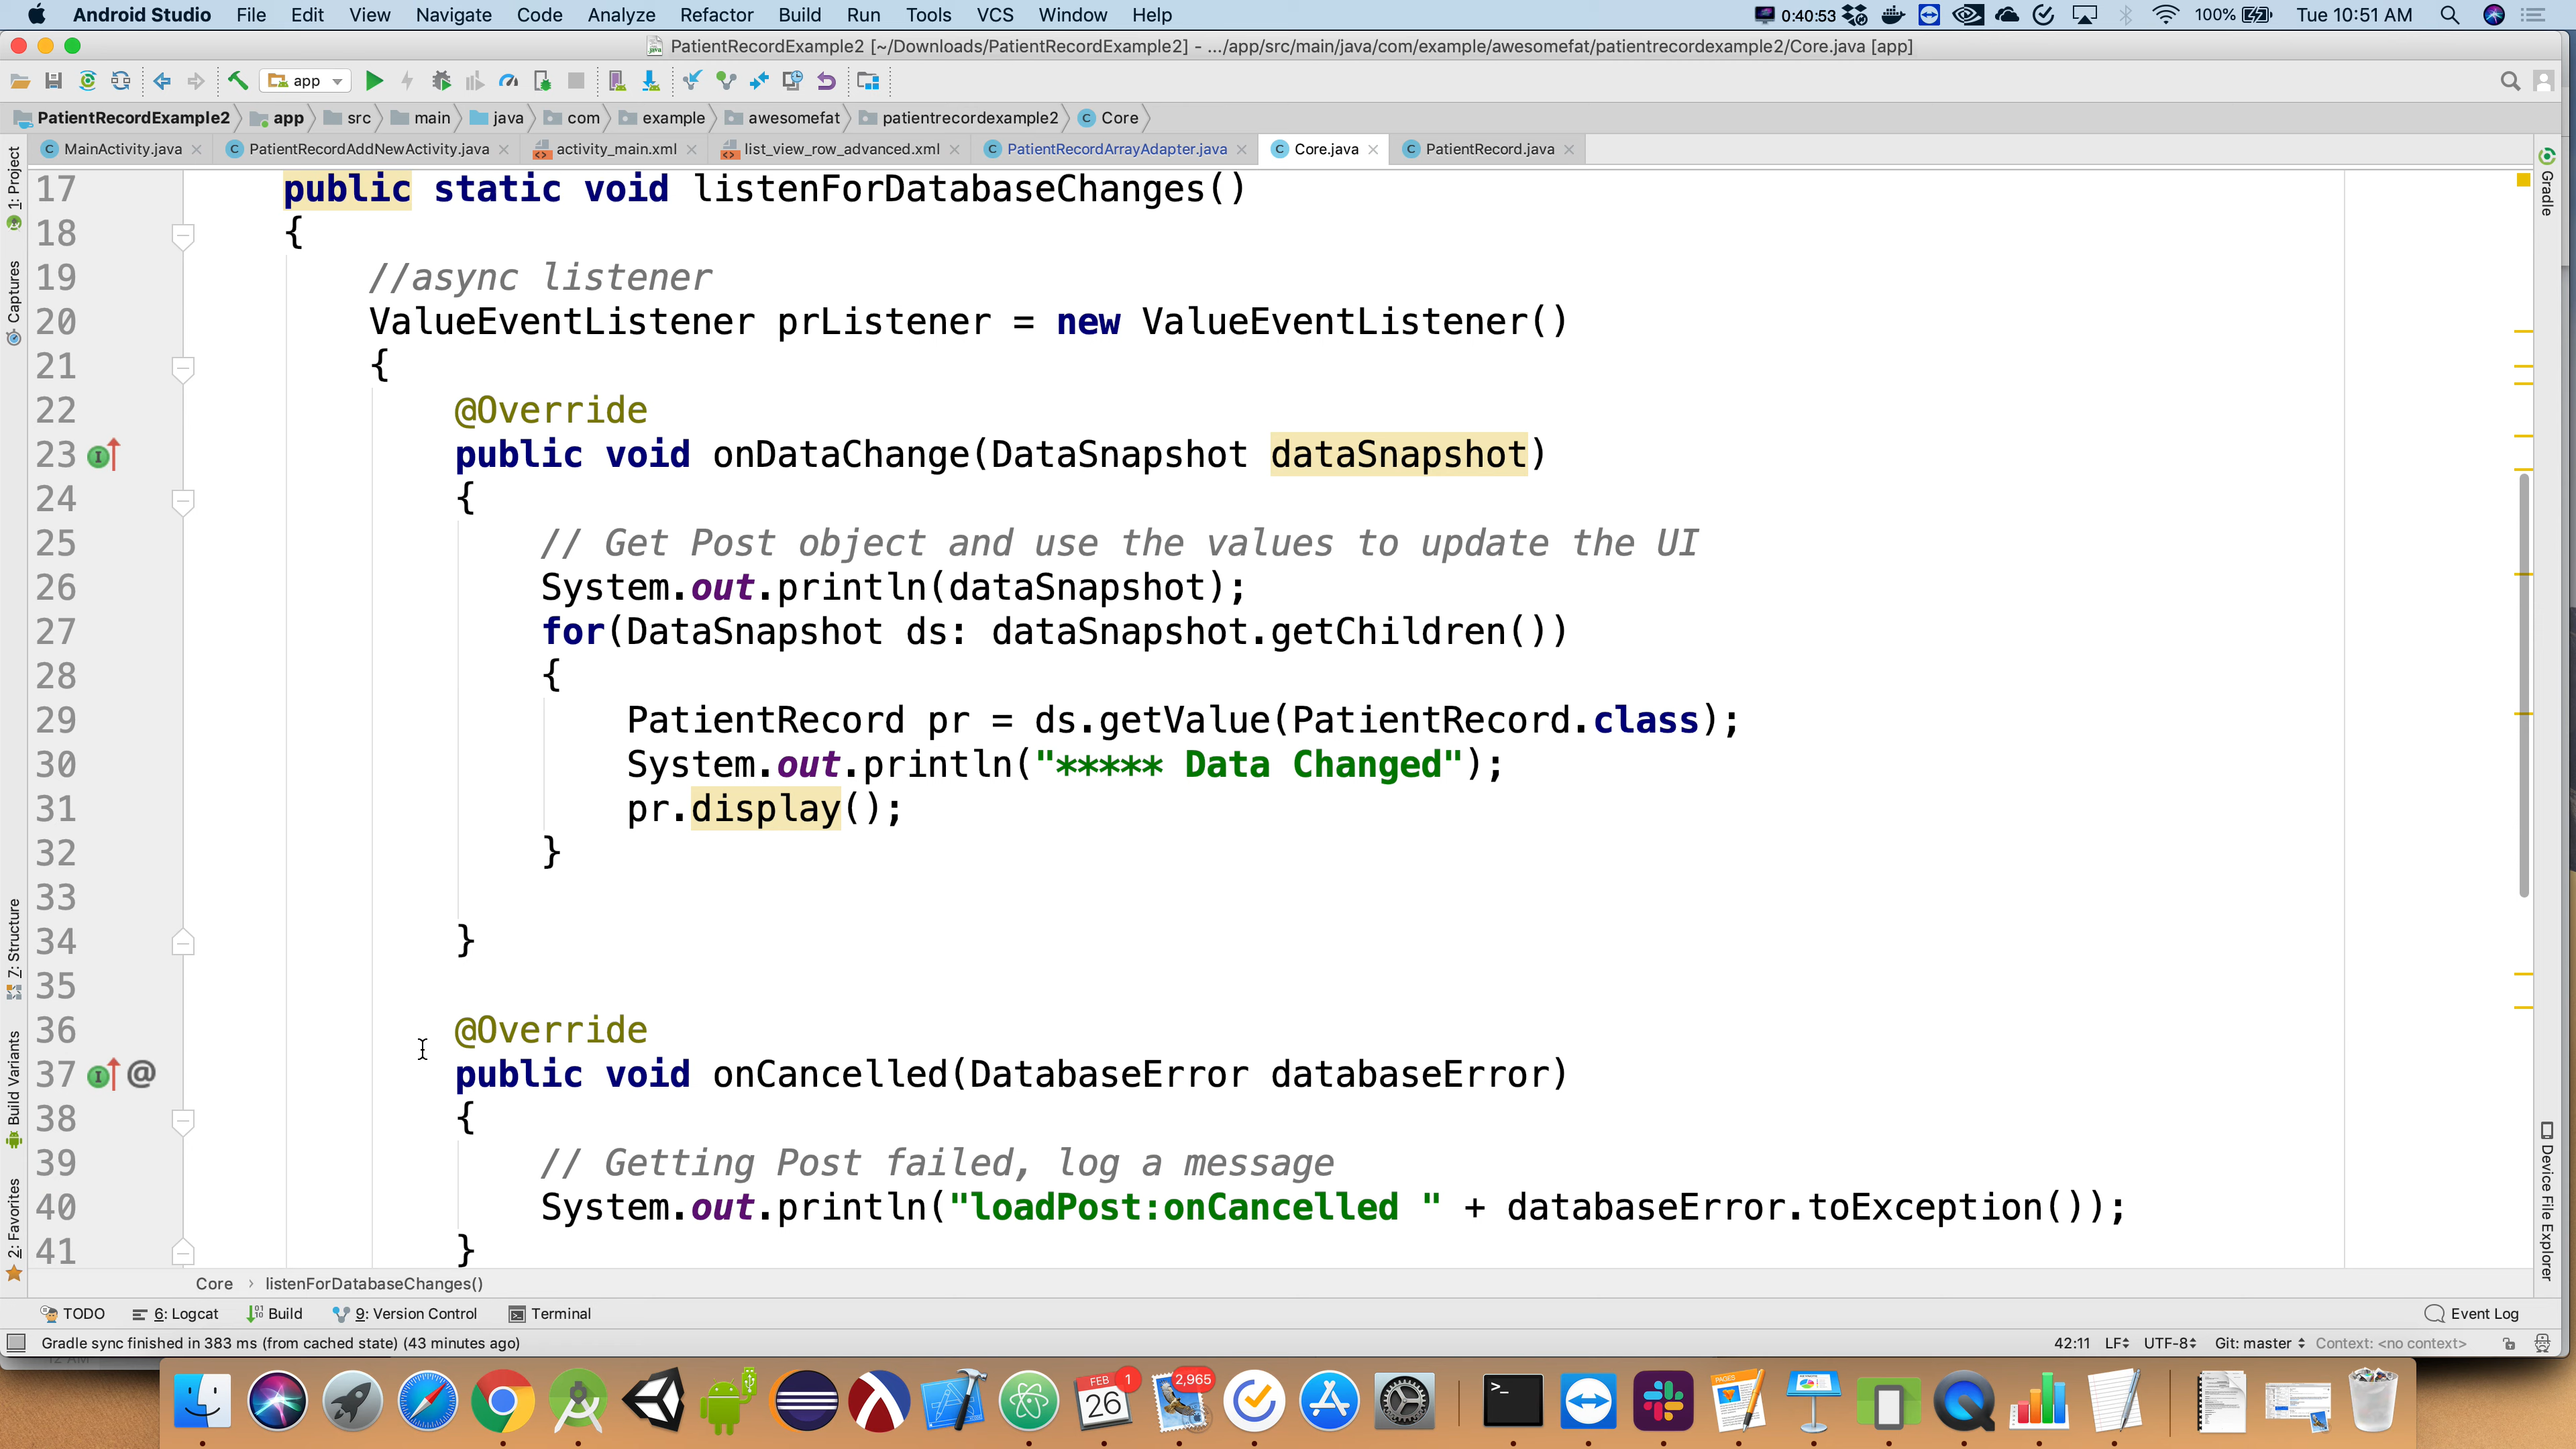 Android Studio File Edit View Navigate Code Analyze Refactor Build Run Tools VCS Window Help 0:40:53 100% Tue 10:51 AM
PatientRecordExample2 [~/Downloads/PatientRecordExample2] - .../app/src/main/java/com/example/awesomefat/patientrecordexample2/Core.java [app]
app
PatientRecordExample2 app src main java com example awesomefat patientrecordexample2 Core
MainActivity.java PatientRecordAddNewActivity.java activity_main.xml list_view_row_advanced.xml PatientRecordArrayAdapter.java Core.java PatientRecord.java
1: Project
Captures
7: Structure
Build Variants
2: Favorites
17 public static void listenForDatabaseChanges()
18 {
19 //async listener
20 ValueEventListener prListener = new ValueEventListener()
21 {
22 @Override
23 public void onDataChange(DataSnapshot dataSnapshot)
24 {
25 // Get Post object and use the values to update the UI
26 System.out.println(dataSnapshot);
27 for(DataSnapshot ds: dataSnapshot.getChildren())
28 {
29 PatientRecord pr = ds.getValue(PatientRecord.class);
30 System.out.println("***** Data Changed");
31 pr.display();
32 }
33
34 }
35
36 @Override
37 @ public void onCancelled(DatabaseError databaseError)
38 {
39 // Getting Post failed, log a message
40 System.out.println("loadPost:onCancelled " + databaseError.toException());
41 }
Gradle
Device File Explorer
Core › listenForDatabaseChanges()
TODO 6: Logcat Build 9: Version Control Terminal Event Log
Gradle sync finished in 383 ms (from cached state) (43 minutes ago) 42:11 LF UTF-8 Git: master Context: <no context>
FEB 1 2,965
26 PAGES